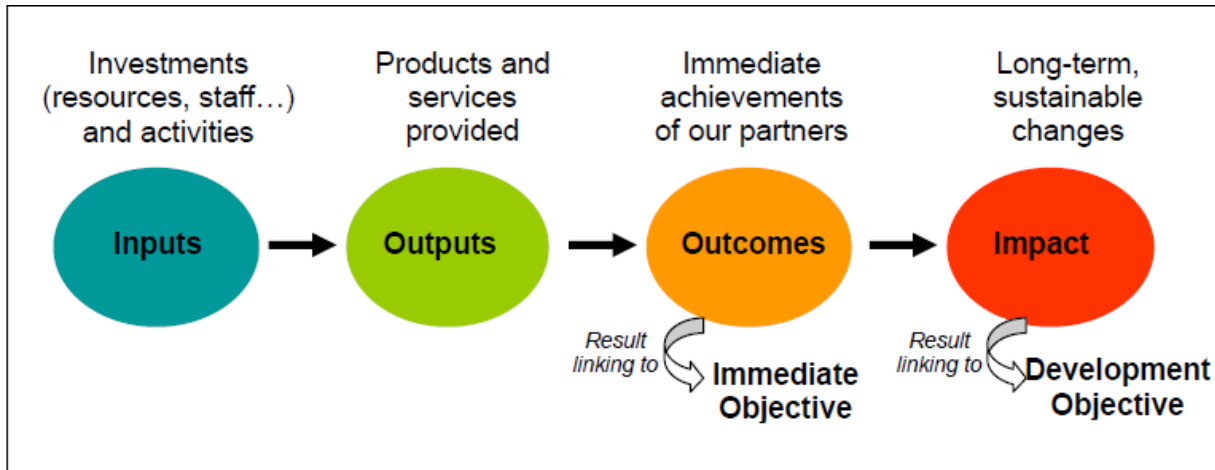 Investments
(resources, staff…)
and activities
Products and
services
provided
Immediate
achievements
of our partners
Long-term,
sustainable
changes
Inputs
Outputs
Outcomes
Impact
Result
linking to
Immediate
Objective
Result
linking to
Development
Objective